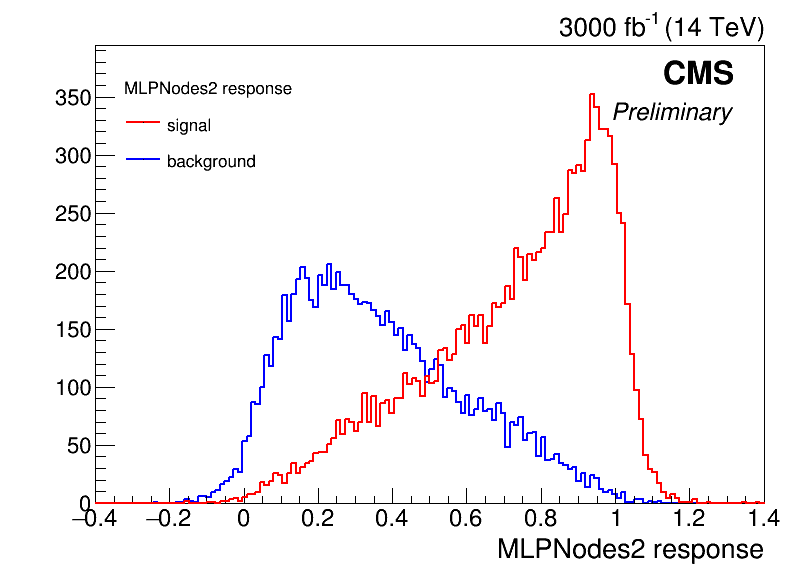 3000 fb-1 (14 TeV)
CMS
Preliminary
MLPNodes2 response
signal
background
350
300
250
200
150
100
50
0
−0.4 −0.2 0 0.2 0.4 0.6 0.8 1 1.2 1.4
MLPNodes2 response